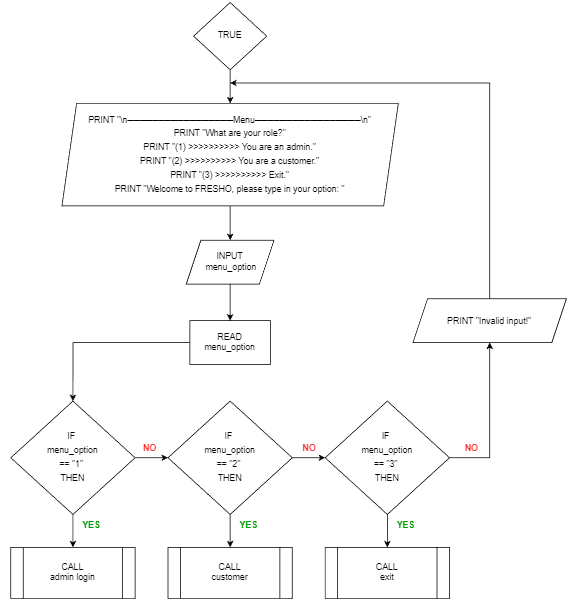 TRUE
PRINT "\n—————————————Menu—————————————\n"
PRINT "What are your role?"
PRINT "(1) >>>>>>>>>> You are an admin."
PRINT "(2) >>>>>>>>>> You are a customer."
PRINT "(3) >>>>>>>>>> Exit."
PRINT "Welcome to FRESHO, please type in your option: "
INPUT
menu_option
READ
menu_option
PRINT "Invalid input!"
IF
menu_option
== "1"
THEN
NO
IF
menu_option
== "2"
THEN
NO
IF
menu_option
== "3"
THEN
NO
YES
YES
YES
CALL
admin login
CALL
customer
CALL
exit